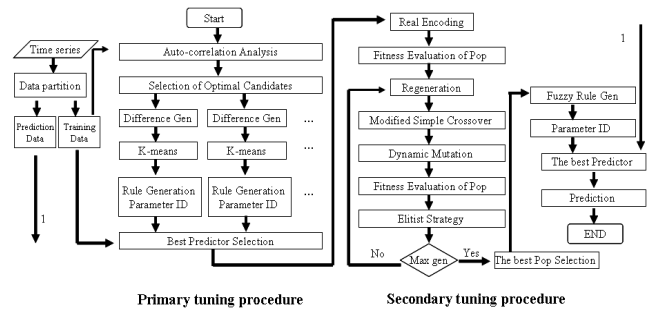 Start
Time series
Auto-correlation Analysis
Data partition
Selection of Optimal Candidates
Prediction
Data
Training
Data
Difference Gen
Difference Gen
...
K-means
K-means
...
Rule Generation
Parameter ID
Rule Generation
Parameter ID
...
1
Best Predictor Selection
Primary tuning procedure
Real Encoding
Fitness Evaluation of Pop
Regeneration
Modified Simple Crossover
Dynamic Mutation
Fitness Evaluation of Pop
Elitist Strategy
No
Max gen
Yes
The best Pop Selection
1
Fuzzy Rule Gen
Parameter ID
The best Predictor
Prediction
END
Secondary tuning procedure